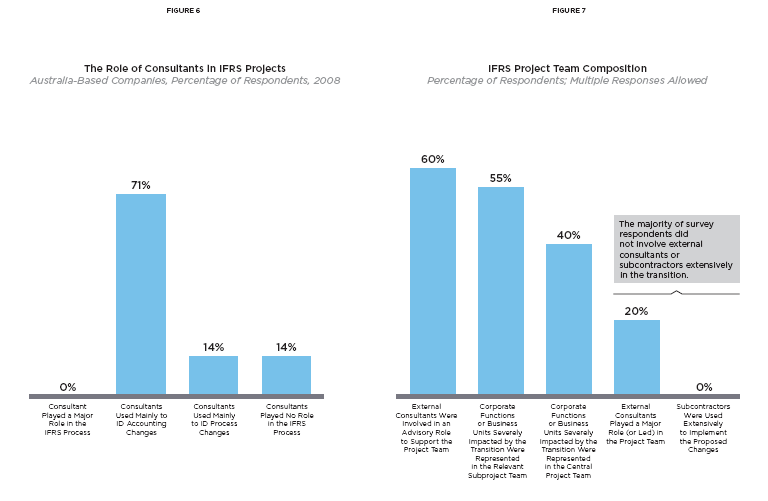 FIGURE 6
The Role of Consultants in IFRS Projects
Australia-Based Companies, Percentage of Respondents, 2008
0%
71%
14%
14%
Consultant
Played a Major
Role in the
IFRS Process
Consultants
Used Mainly to
ID Accounting
Changes
Consultants
Used Mainly
to ID Process
Changes
Consultants
Played No Role
in the IFRS
Process
FIGURE 7
IFRS Project Team Composition
Percentage of Respondents; Multiple Responses Allowed
60%
55%
40%
20%
0%
The majority of survey
respondents did
not involve external
consultants or
subcontractors extensively
in the transition.
External
Consultants Were
Involved in an
Advisory Role
to Support the
Project Team
Corporate
Functions
or Business
Units Severely
Impacted by the
Transition Were
Represented
in the Relevant
Subproject Team
Corporate
Functions
or Business
Units Severely
Impacted by the
Transition Were
Represented
in the Central
Project Team
External
Consultants
Played a Major
Role (or Led) in
the Project Team
Subcontractors
Were Used
Extensively
to Implement
the Proposed
Changes